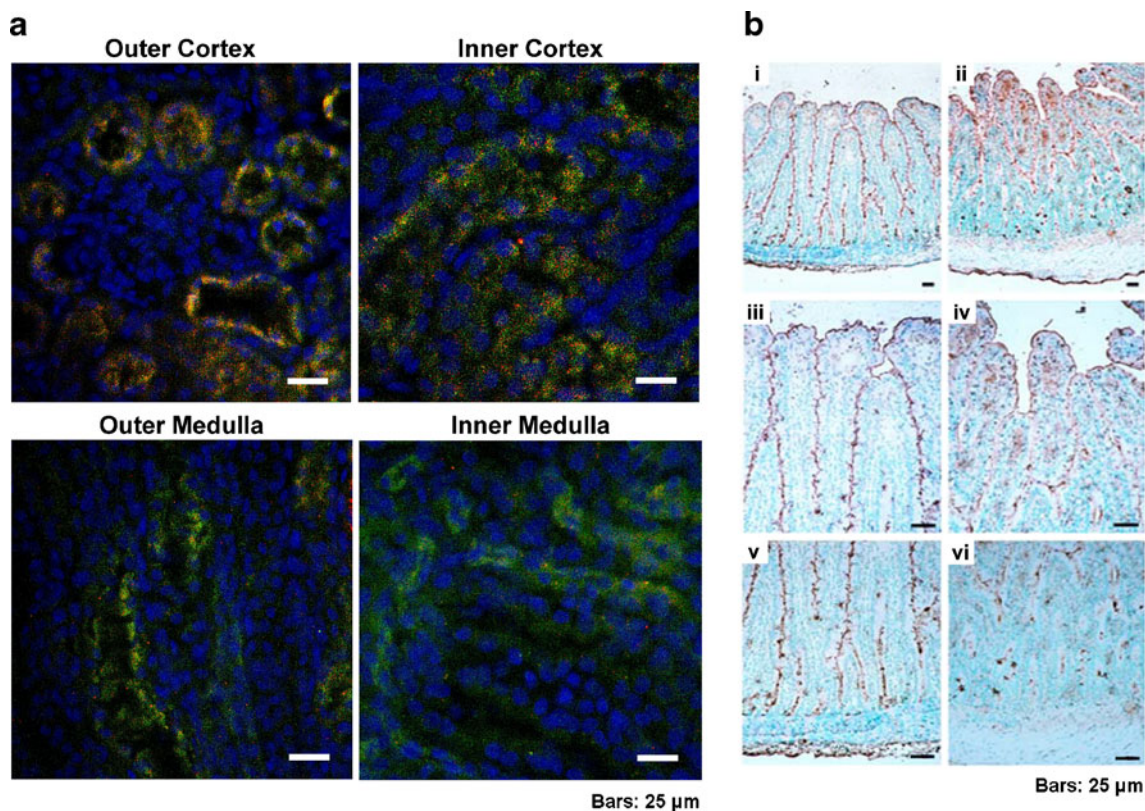 a
Outer Cortex
Inner Cortex
Outer Medulla
Inner Medulla
Bars: 25 µm
b
i
ii
iii
iv
v
vi
Bars: 25 µm